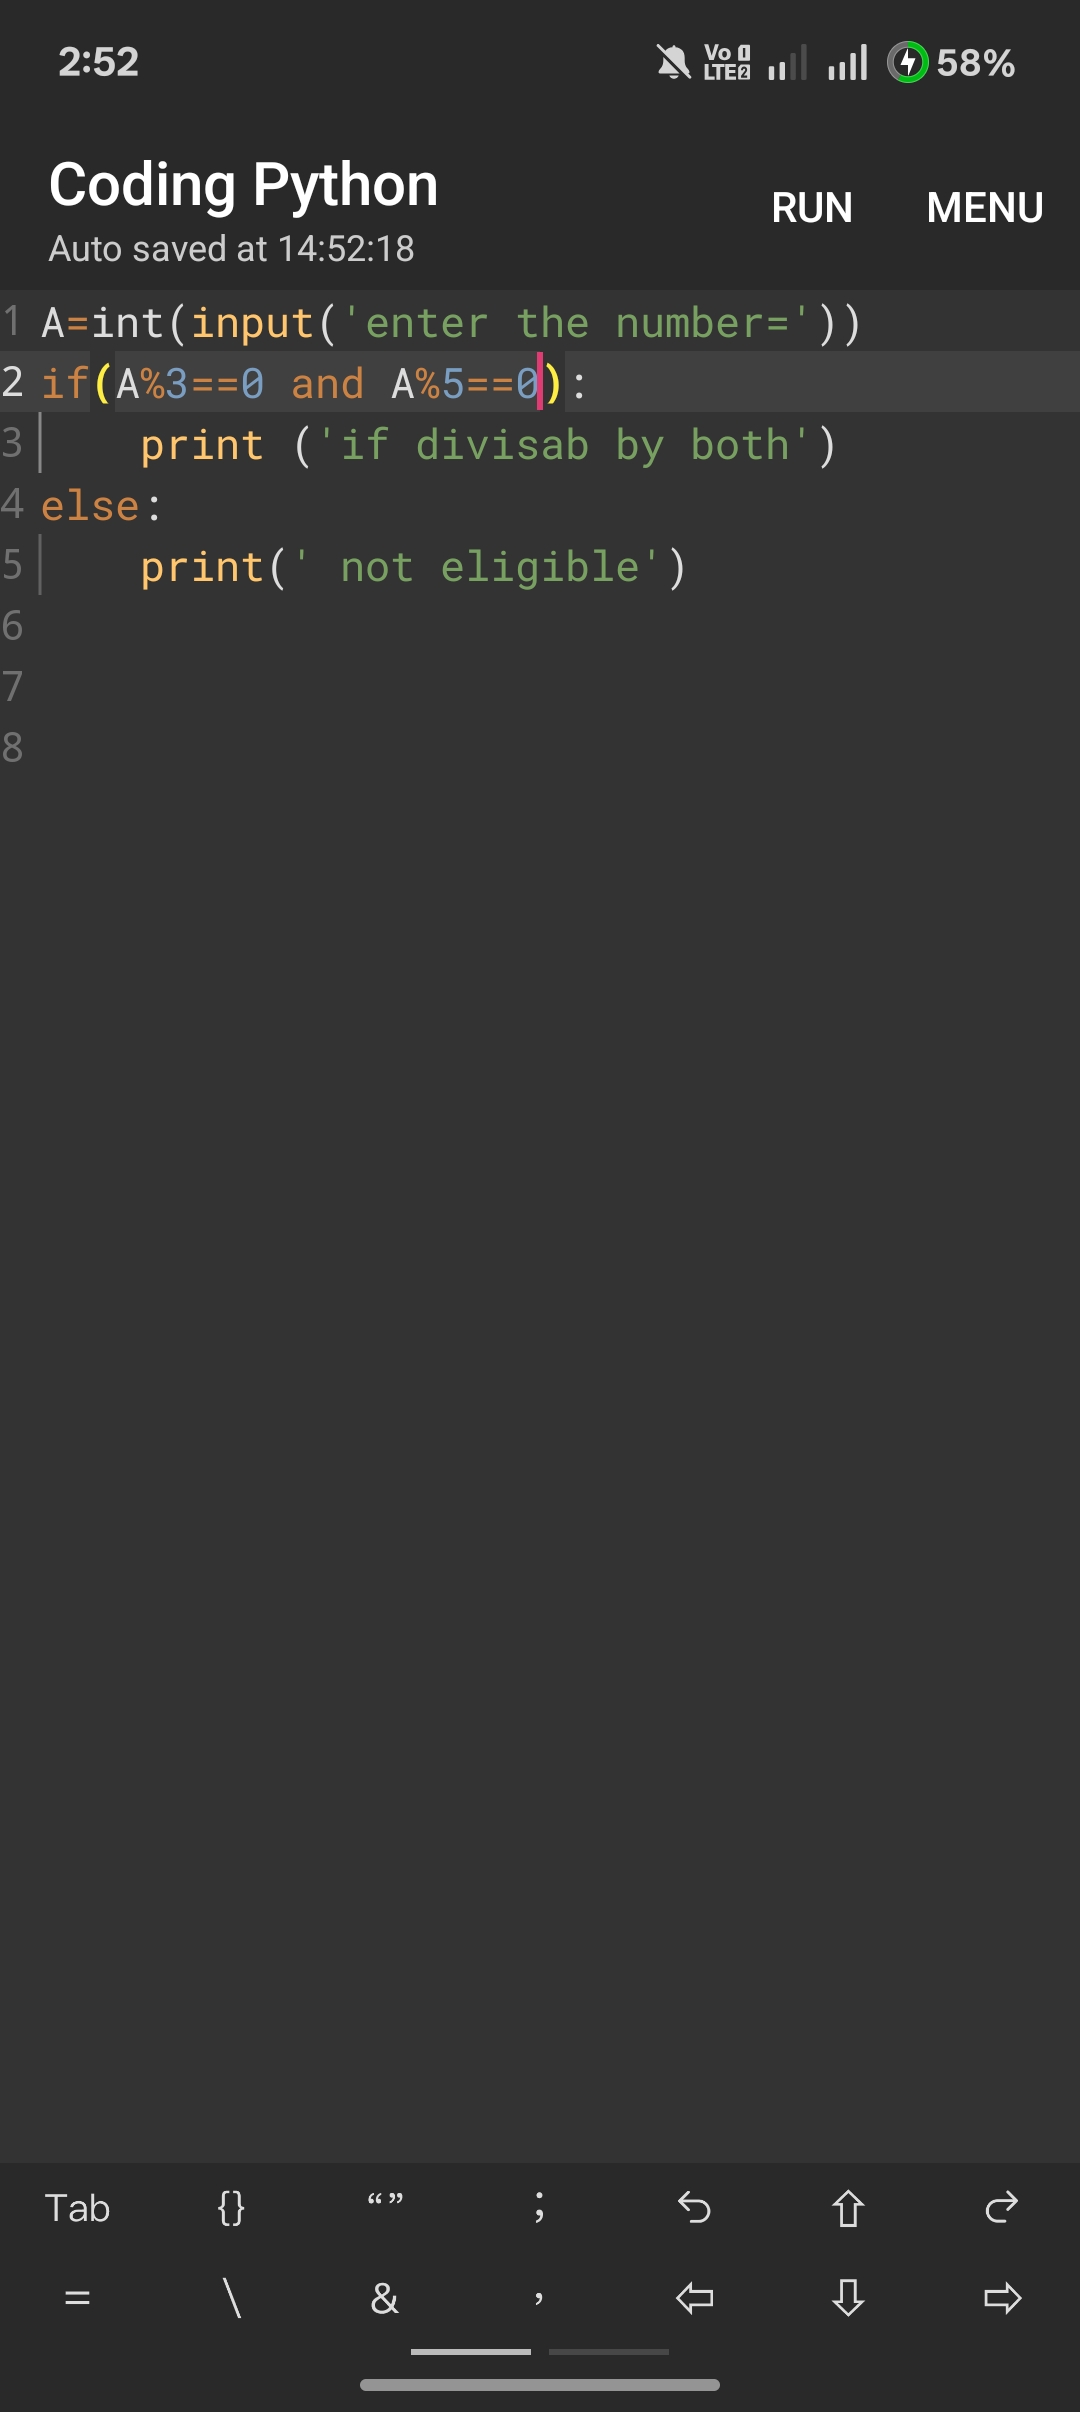 2:52
Vo 1
LTE2
58%
Coding Python
RUN MENU
Auto saved at 14:52:18
1 A=int(input('enter the number='))
2 if(A%3==0 and A%5==0):
3     print ('if divisab by both')
4 else:
5     print(' not eligible')
6
7
8
Tab {} “” ;
= \ & ,